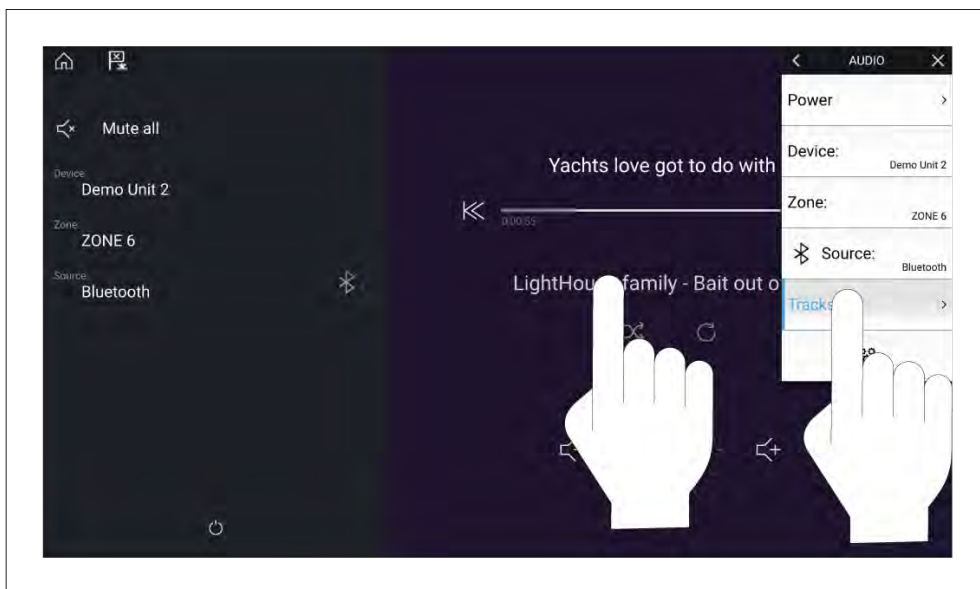 Mute all
Device
Demo Unit 2
Zone
ZONE 6
Source
Bluetooth
Yachts love got to do with
0:00:55
family - Bait out o
AUDIO
Power
Device:
Demo Unit 2
Zone:
ZONE 6
Source:
Bluetooth
Tracks